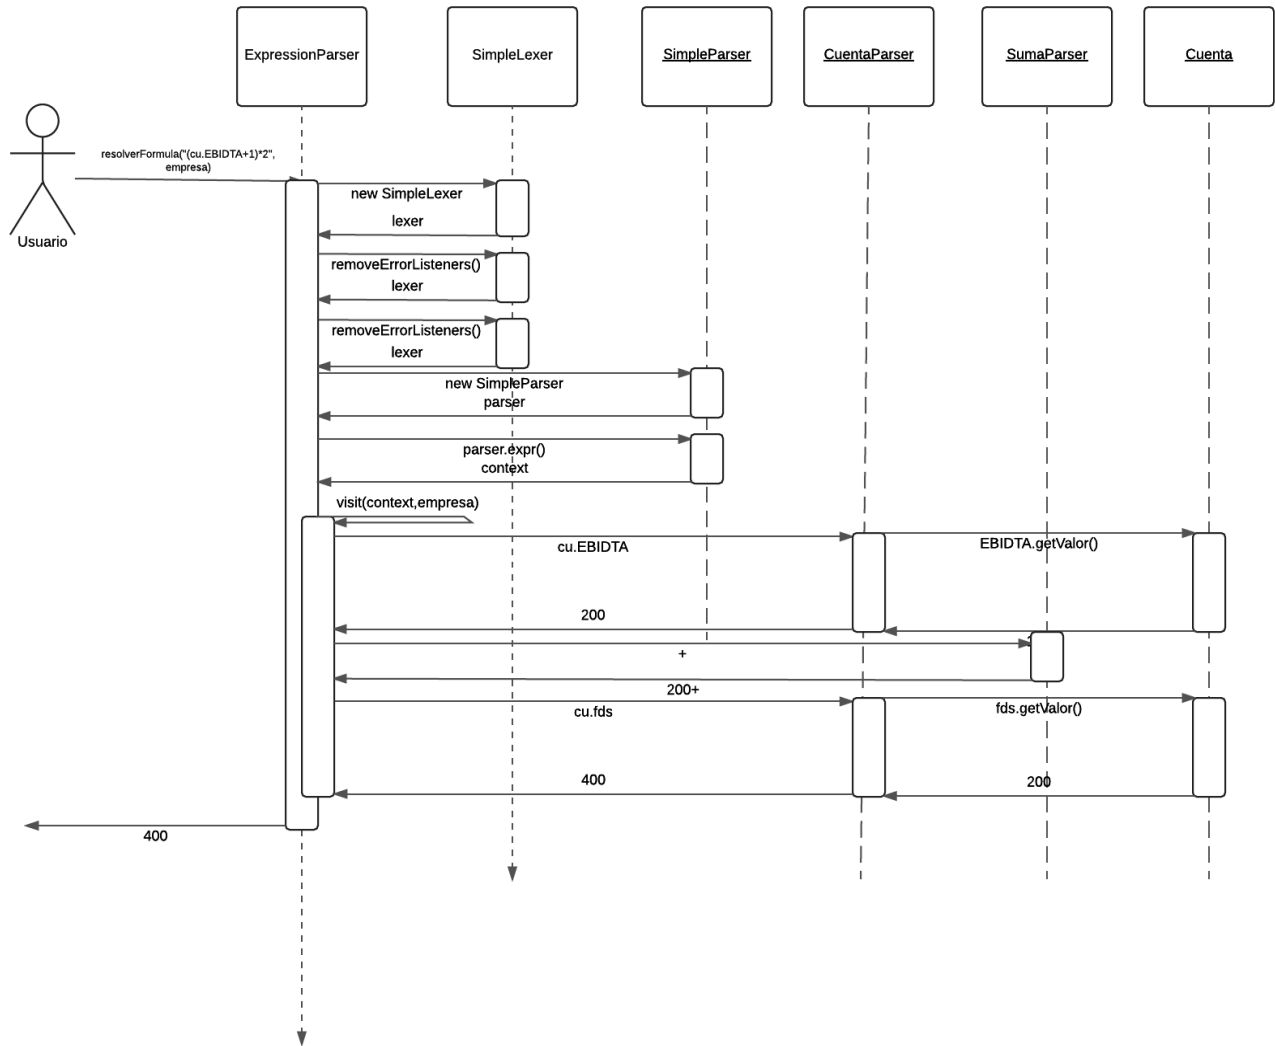 ExpressionParser
SimpleLexer
SimpleParser
CuentaParser
SumaParser
Cuenta
resolverFormula("(cu.EBIDTA+1)*2",
empresa)
Usuario
new SimpleLexer
lexer
removeErrorListeners()
lexer
removeErrorListeners()
lexer
new SimpleParser
parser
parser.expr()
context
visit(context,empresa)
cu.EBIDTA
EBIDTA.getValor()
200
+
200+
cu.fds
fds.getValor()
400
200
400